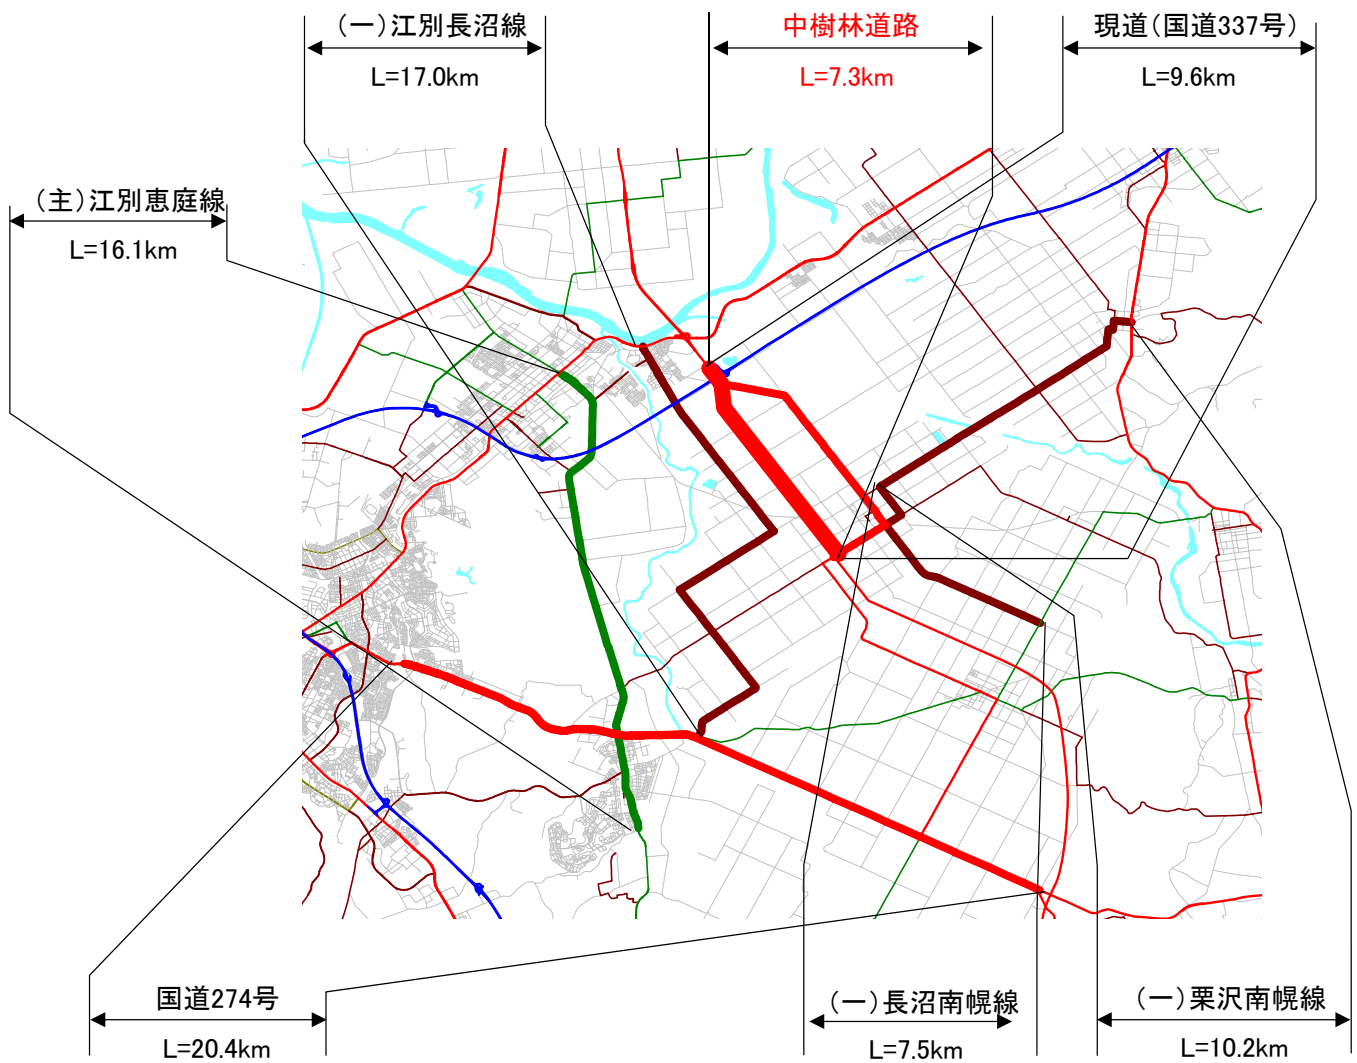 (一)江別長沼線
L=17.0km
中樹林道路
L=7.3km
現道(国道337号)
L=9.6km
(主)江別恵庭線
L=16.1km
国道274号
L=20.4km
(一)長沼南幌線
L=7.5km
(一)栗沢南幌線
L=10.2km